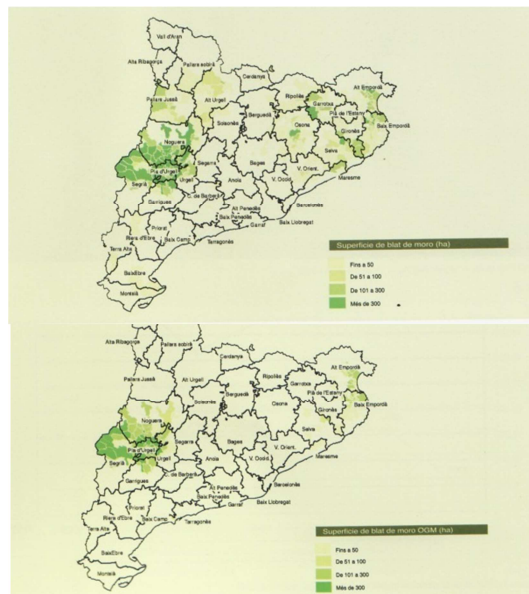 Vall d'Aran
Alta Ribagorça
Pallars sobirà
Cerdanya
Pallars Jussà
Alt Urgell
Ripollès
Garrotxa
Alt Empordà
Berguedà
Pla de l'Estany
Solsonès
Osona
Gironès
Baix Empordà
Noguera
Selva
Segarra
Bages
Pla d'Urgell
Urgell
V. Orient.
Maresme
Segrià
Anoia
V. Occid.
Garrigues
C. de Barberà
Barcelonès
Alt Penedès
Baix Penedès
Baix Llobregat
Priorat
Garraf
Riera d'Ebre
Baix Camp
Tarragonès
Terra Alta
BaixEbre
Montsià
Superfície de blat de moro (ha)
Fins a 50
De 51 a 100
De 101 a 300
Més de 300
Alta Ribagorça
Pallars sobirà
Cerdanya
Pallars Jussà
Alt Urgell
Ripollès
Garrotxa
Alt Empordà
Berguedà
Pla de l'Estany
Solsonès
Osona
Gironès
Baix Empordà
Noguera
Selva
Segarra
Bages
Pla d'Urgell
Urgell
V. Orient.
Maresme
Segrià
Anoia
V. Occid.
Garrigues
C. de Barberà
Barcelonès
Alt Penedès
Baix Penedès
Baix Llobregat
Priorat
Garraf
Riera d'Ebre
Baix Camp
Tarragonès
Terra Alta
BaixEbre
Montsià
Superfície de blat de moro OGM (ha)
Fins a 50
De 51 a 100
De 101 a 300
Més de 300